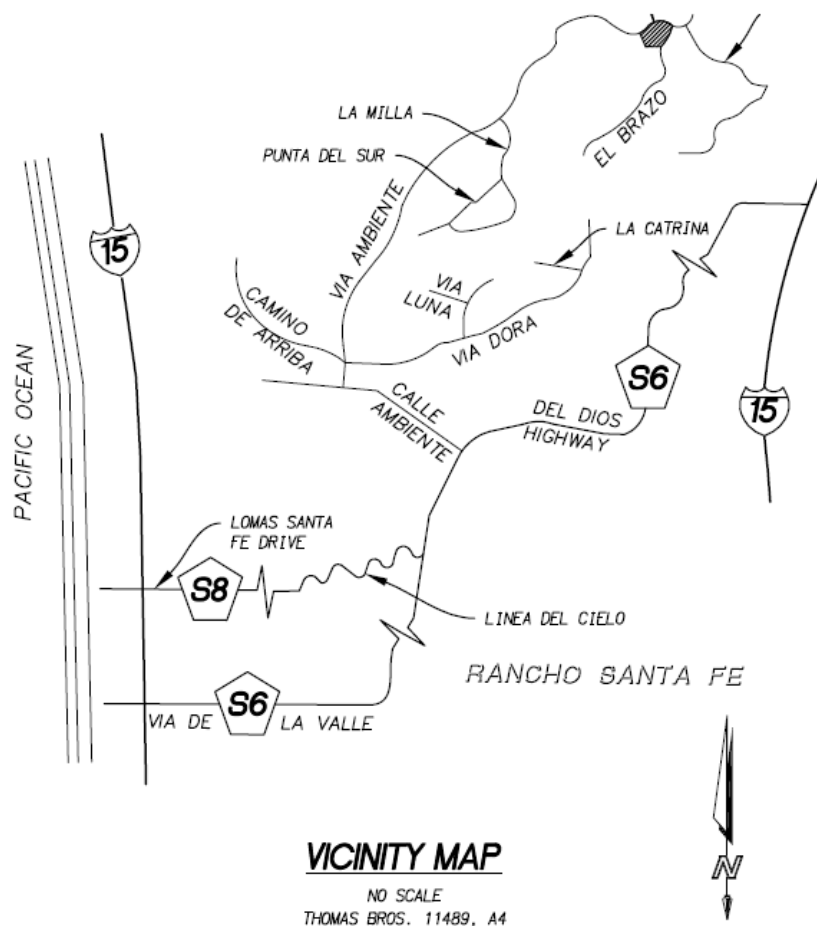 LA MILLA
PUNTA DEL SUR
EL BRAZO
VIA AMBIENTE
LA CATRINA
15
CAMINO
DE ARRIBA
VIA
LUNA
VIA DORA
S6
15
PACIFIC OCEAN
CALLE
AMBIENTE
DEL DIOS
HIGHWAY
LOMAS SANTA
FE DRIVE
S8
LINEA DEL CIELO
RANCHO SANTA FE
S6
VIA DE LA VALLE
N
VICINITY MAP
NO SCALE
THOMAS BROS. 11489, A4